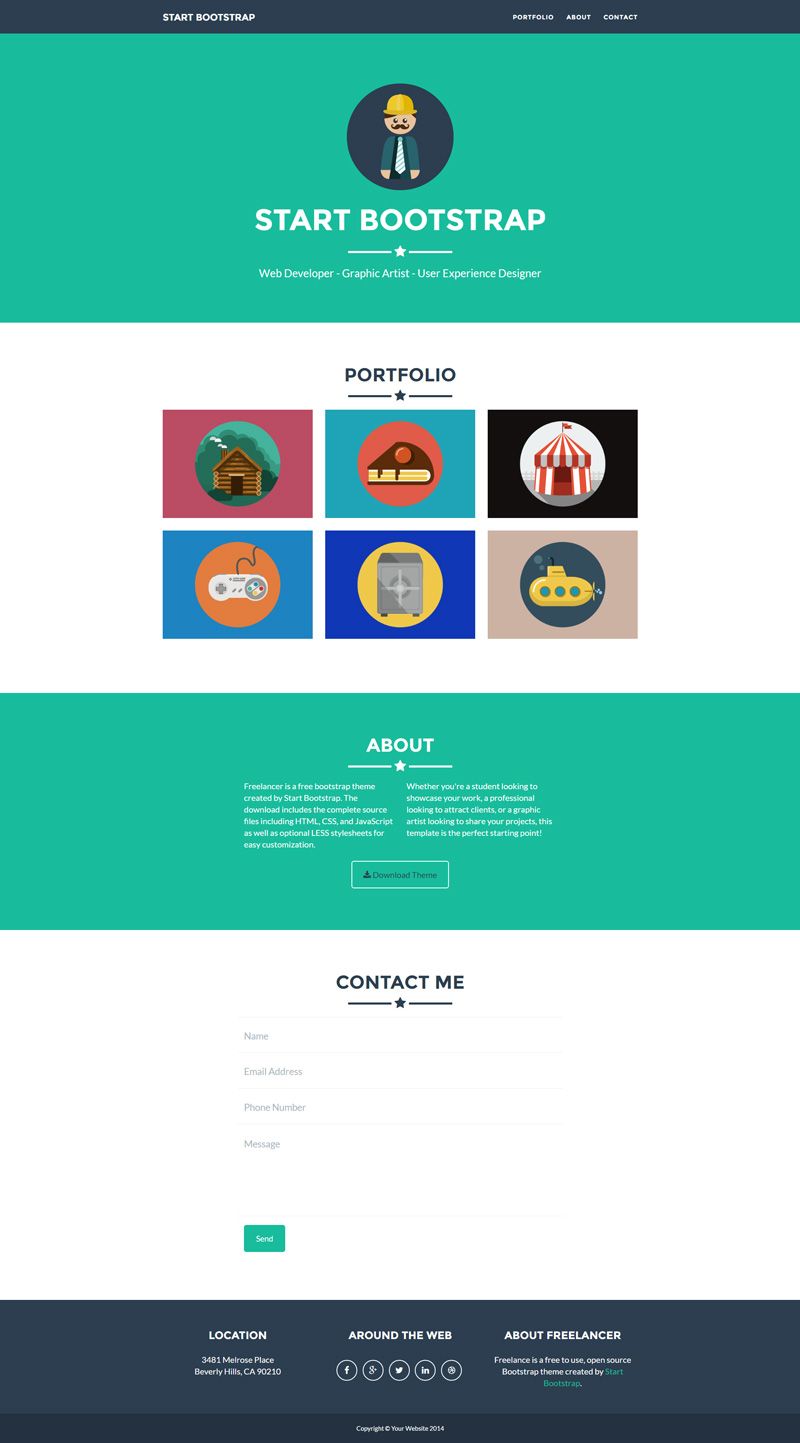 START BOOTSTRAP
PORTFOLIO
ABOUT
CONTACT
START BOOTSTRAP
Web Developer - Graphic Artist - User Experience Designer
PORTFOLIO
ABOUT
Freelancer is a free bootstrap theme
created by Start Bootstrap. The
download includes the complete source
files including HTML, CSS, and JavaScript
as well as optional LESS stylesheets for
easy customization.
Whether you're a student looking to
showcase your work, a professional
looking to attract clients, or a graphic
artist looking to share your projects, this
template is the perfect starting point!
Download Theme
CONTACT ME
Name
Email Address
Phone Number
Message
Send
LOCATION
3481 Melrose Place
Beverly Hills, CA 90210
AROUND THE WEB
ABOUT FREELANCER
Freelance is a free to use, open source
Bootstrap theme created by Start
Bootstrap.
Copyright © Your Website 2014